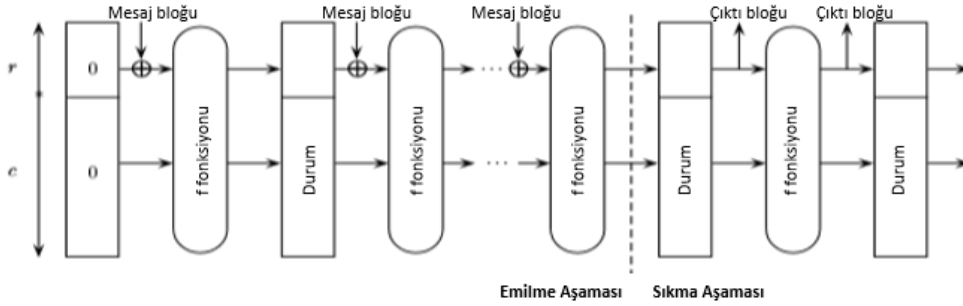 Mesaj bloğu
Mesaj bloğu
Mesaj bloğu
Çıktı bloğu
Çıktı bloğu
r
0
...
c
0
f fonksiyonu
Durum
f fonksiyonu
...
f fonksiyonu
Durum
f fonksiyonu
Durum
Emilme Aşaması
Sıkma Aşaması